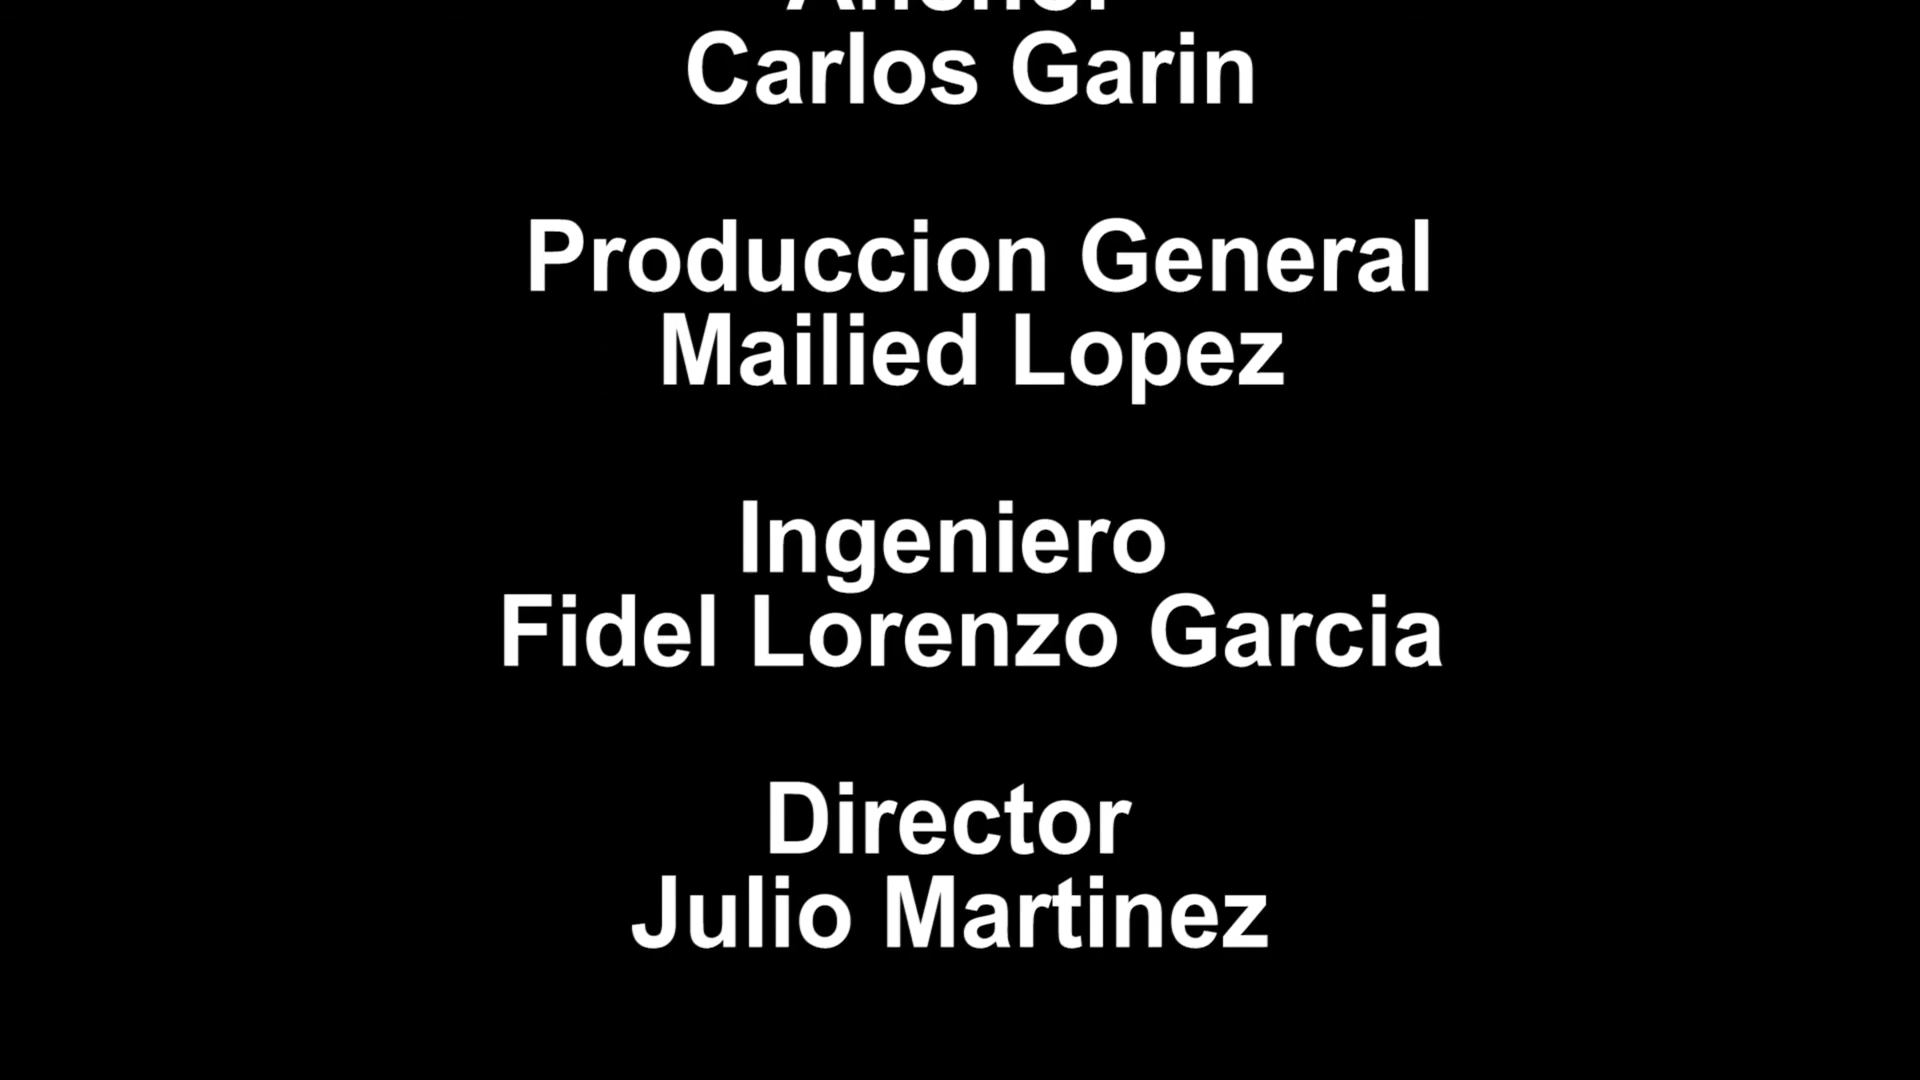 Carlos Garin
Produccion General
Mailied Lopez
Ingeniero
Fidel Lorenzo Garcia
Director
Julio Martinez